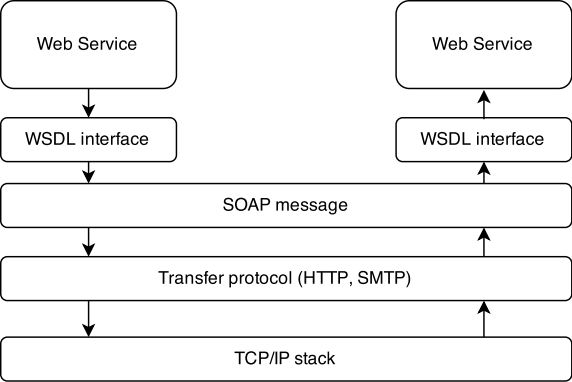 Web Service
Web Service
WSDL interface
WSDL interface
SOAP message
Transfer protocol (HTTP, SMTP)
TCP/IP stack